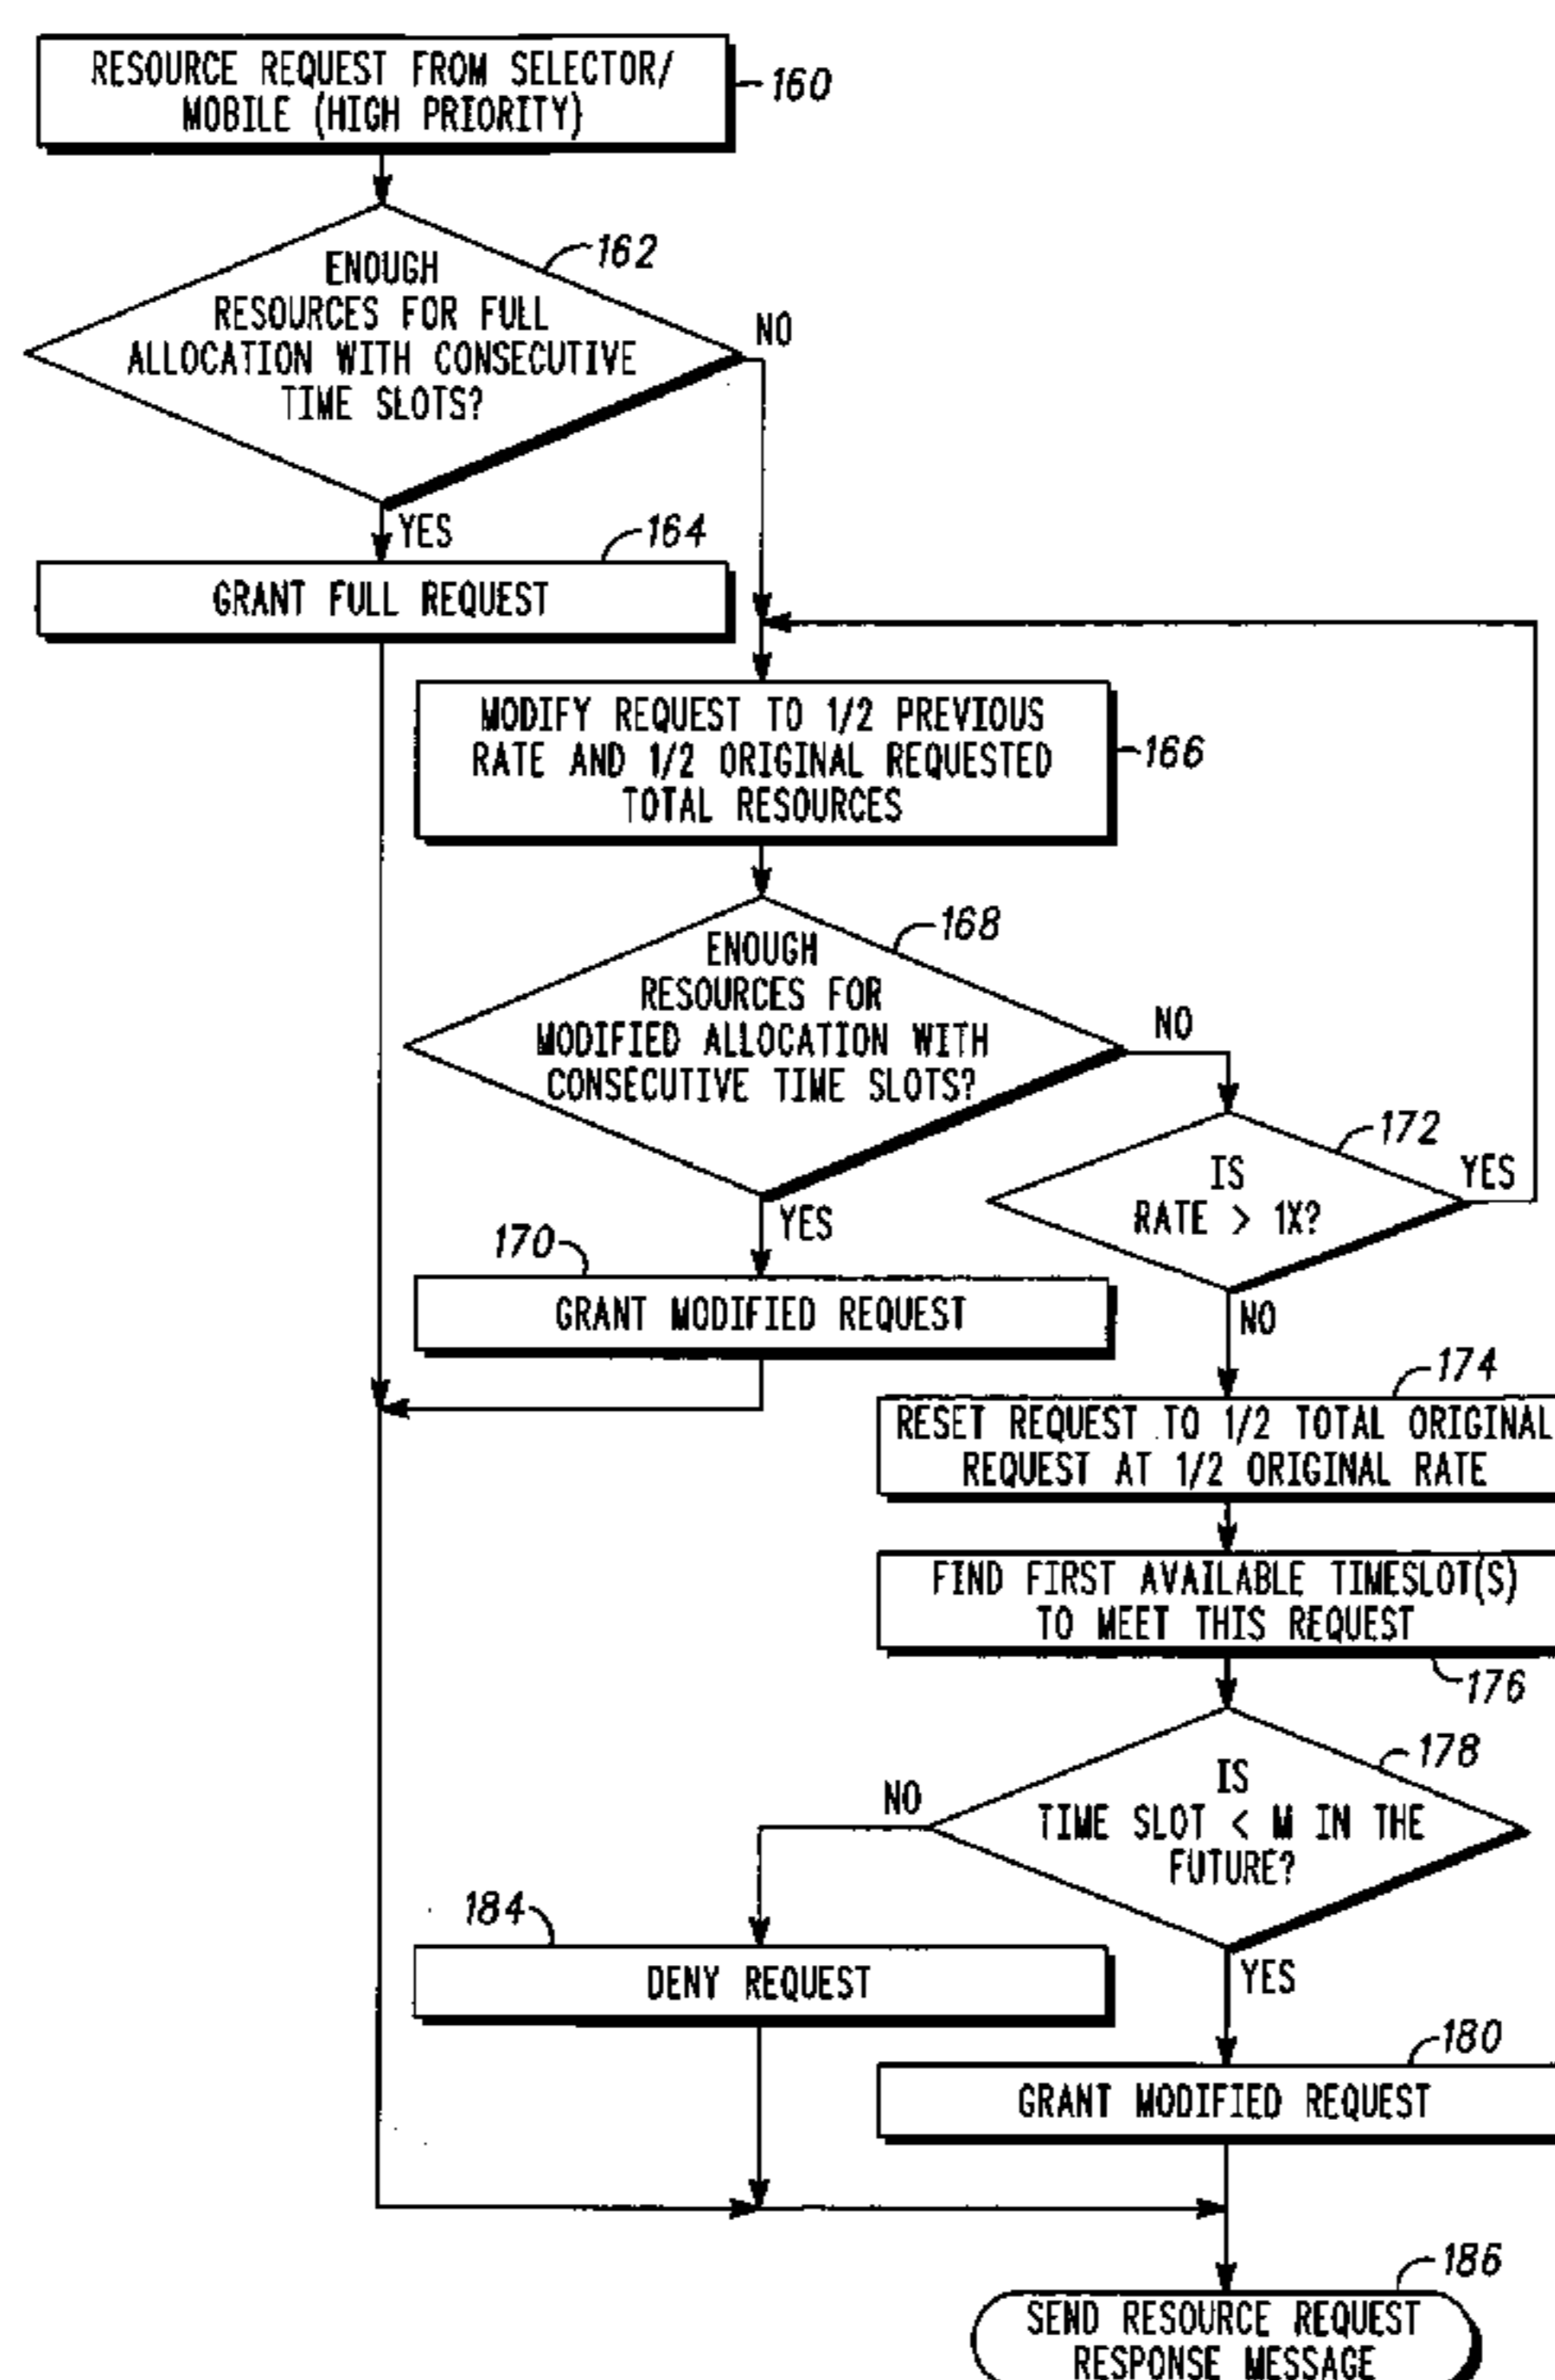 RESOURCE REQUEST FROM SELECTOR/
MOBILE (HIGH PRIORITY)
160
ENOUGH
RESOURCES FOR FULL
ALLOCATION WITH CONSECUTIVE
TIME SLOTS?
162
NO
YES
164
GRANT FULL REQUEST
MODIFY REQUEST TO 1/2 PREVIOUS
RATE AND 1/2 ORIGINAL REQUESTED
TOTAL RESOURCES
166
ENOUGH
RESOURCES FOR
MODIFIED ALLOCATION WITH
CONSECUTIVE TIME SLOTS?
168
NO
YES
IS
RATE > 1X?
172
YES
NO
170
GRANT MODIFIED REQUEST
174
RESET REQUEST TO 1/2 TOTAL ORIGINAL
REQUEST AT 1/2 ORIGINAL RATE
FIND FIRST AVAILABLE TIMESLOT(S)
TO MEET THIS REQUEST
176
IS
TIME SLOT < M IN THE
FUTURE?
178
NO
YES
184
DENY REQUEST
180
GRANT MODIFIED REQUEST
186
SEND RESOURCE REQUEST
RESPONSE MESSAGE